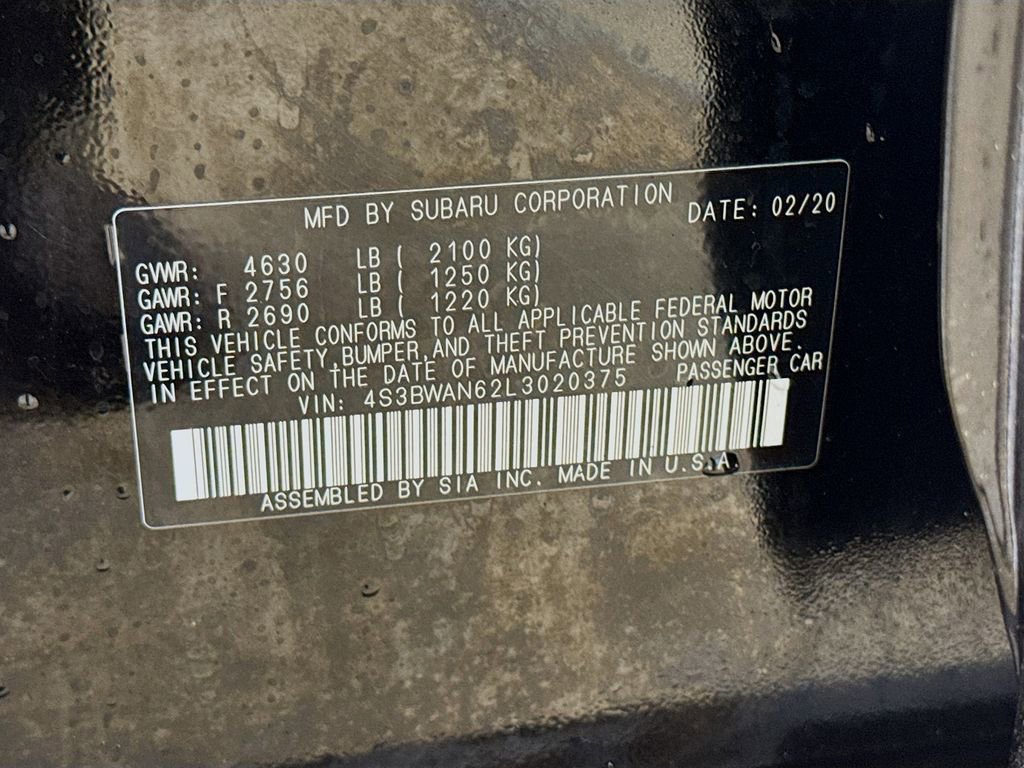 MFD BY SUBARU CORPORATION DATE: 02/20
GVWR: 4630 LB ( 2100 KG)
GAWR: F 2756 LB ( 1250 KG)
GAWR: R 2690 LB ( 1220 KG)
THIS VEHICLE CONFORMS TO ALL APPLICABLE FEDERAL MOTOR
VEHICLE SAFETY,BUMPER,AND THEFT PREVENTION STANDARDS
IN EFFECT ON THE DATE OF MANUFACTURE SHOWN ABOVE.
VIN: 4S3BWAN62L3020375 PASSENGER CAR
ASSEMBLED BY SIA INC. MADE IN U.S.A.